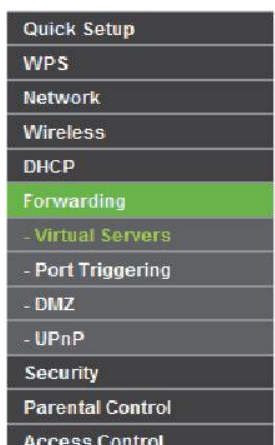 Quick Setup
WPS
Network
Wireless
DHCP
Forwarding
- Virtual Servers
- Port Triggering
- DMZ
- UPnP
Security
Parental Control
Access Control